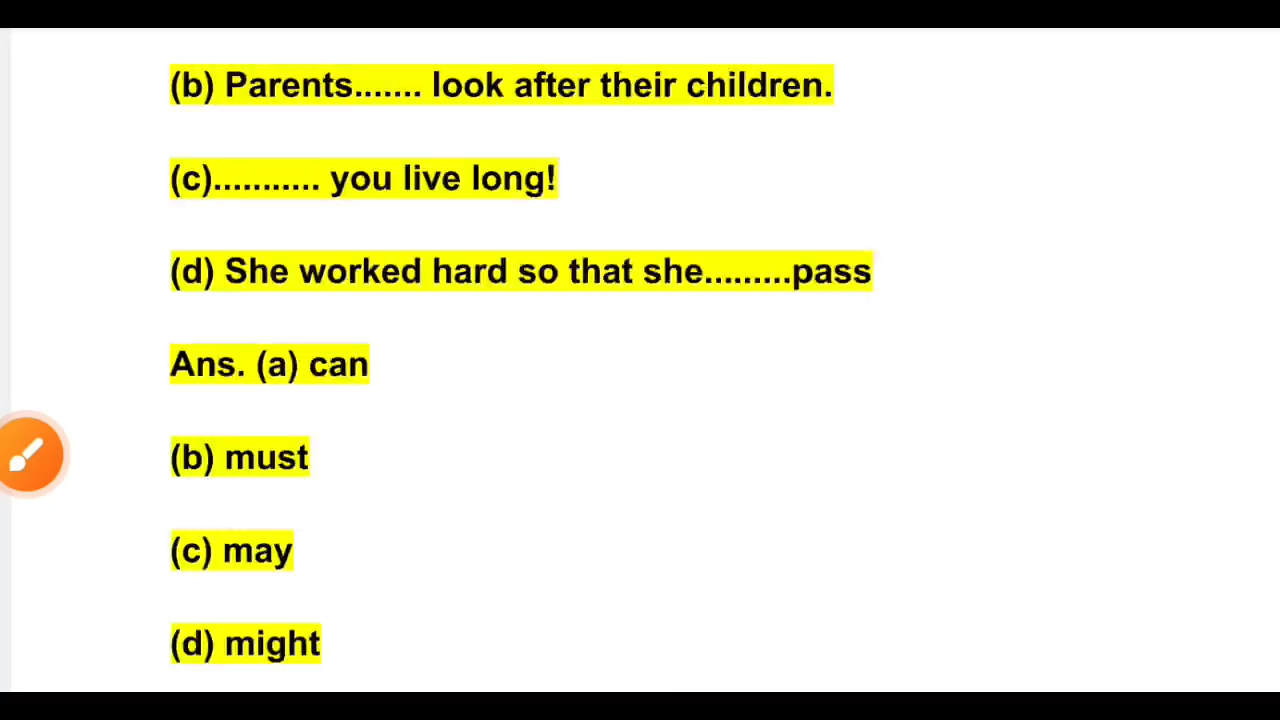 (b) Parents....... look after their children.
(c)........... you live long!
(d) She worked hard so that she.........pass
Ans. (a) can
(b) must
(c) may
(d) might